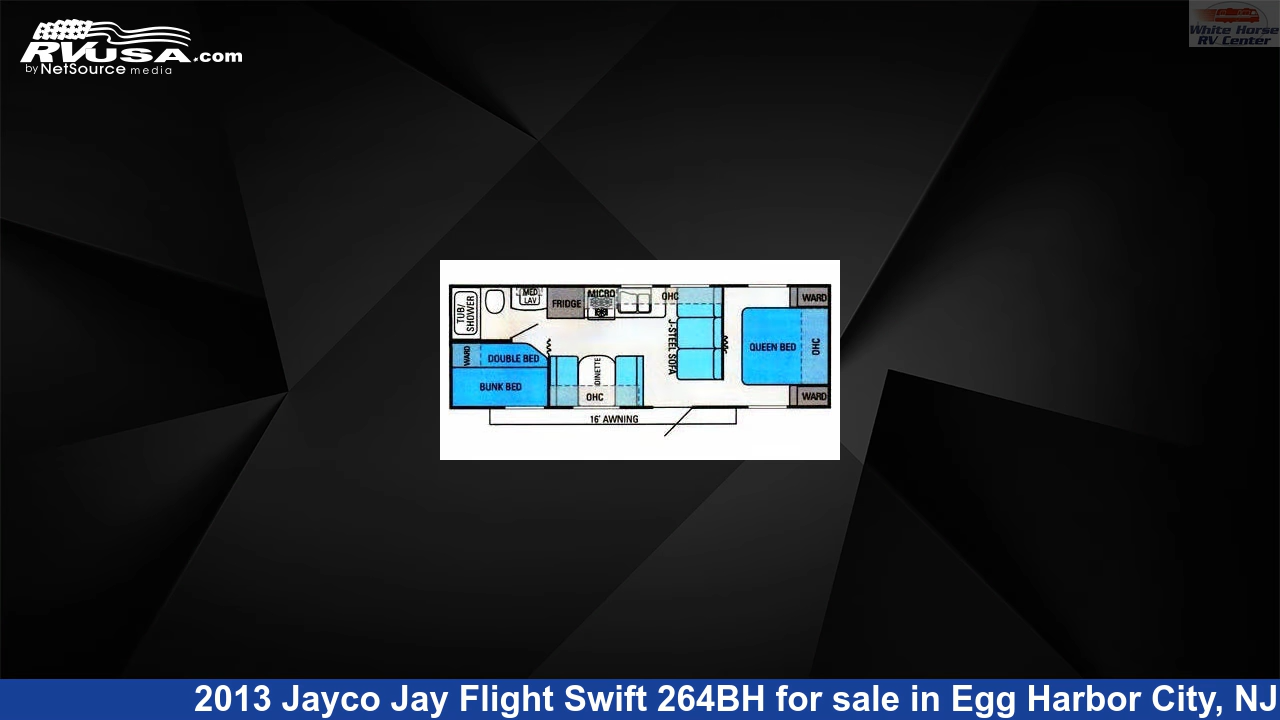 RVUSA.com
by NetSource media
White Horse
RV Center
TUB/
SHOWER
MED
LAV
FRIDGE
MICRO
OHC
WARD
J-STEEL SOFA
QUEEN BED
OHC
WARD
DOUBLE BED
BUNK BED
DINETTE
OHC
WARD
16' AWNING
2013 Jayco Jay Flight Swift 264BH for sale in Egg Harbor City, NJ